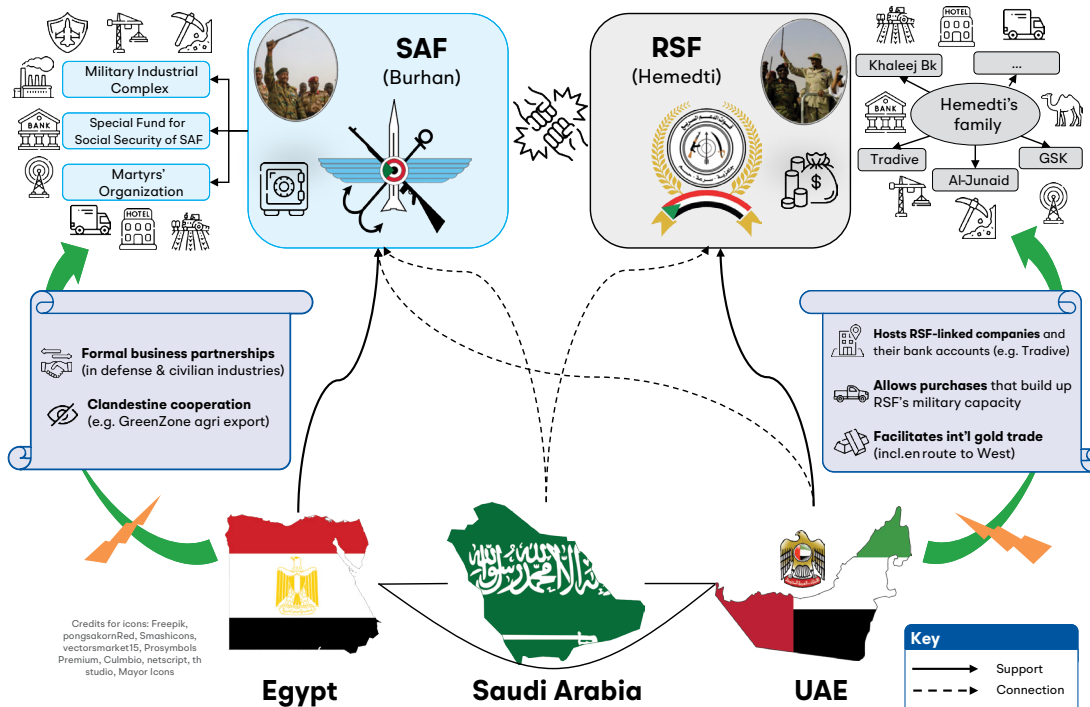 SAF
(Burhan)
RSF
(Hemedti)
Military Industrial
Complex
BANK
Special Fund for
Social Security of SAF
Martyrs'
Organization
HOTEL
HOTEL
Khaleej Bk
...
BANK
Hemedti's
family
Tradive
GSK
Al-Junaid
$
Formal business partnerships
(in defense & civilian industries)
Clandestine cooperation
(e.g. GreenZone agri export)
Hosts RSF-linked companies and
their bank accounts (e.g. Tradive)
Allows purchases that build up
RSF's military capacity
Facilitates int'l gold trade
(incl.en route to West)
Credits for icons: Freepik,
pongsakornRed, Smashicons,
vectorsmarket15, Prosymbols
Premium, Culmbio, netscript, th
studio, Mayor Icons
Egypt
Saudi Arabia
UAE
Key
Support
Connection